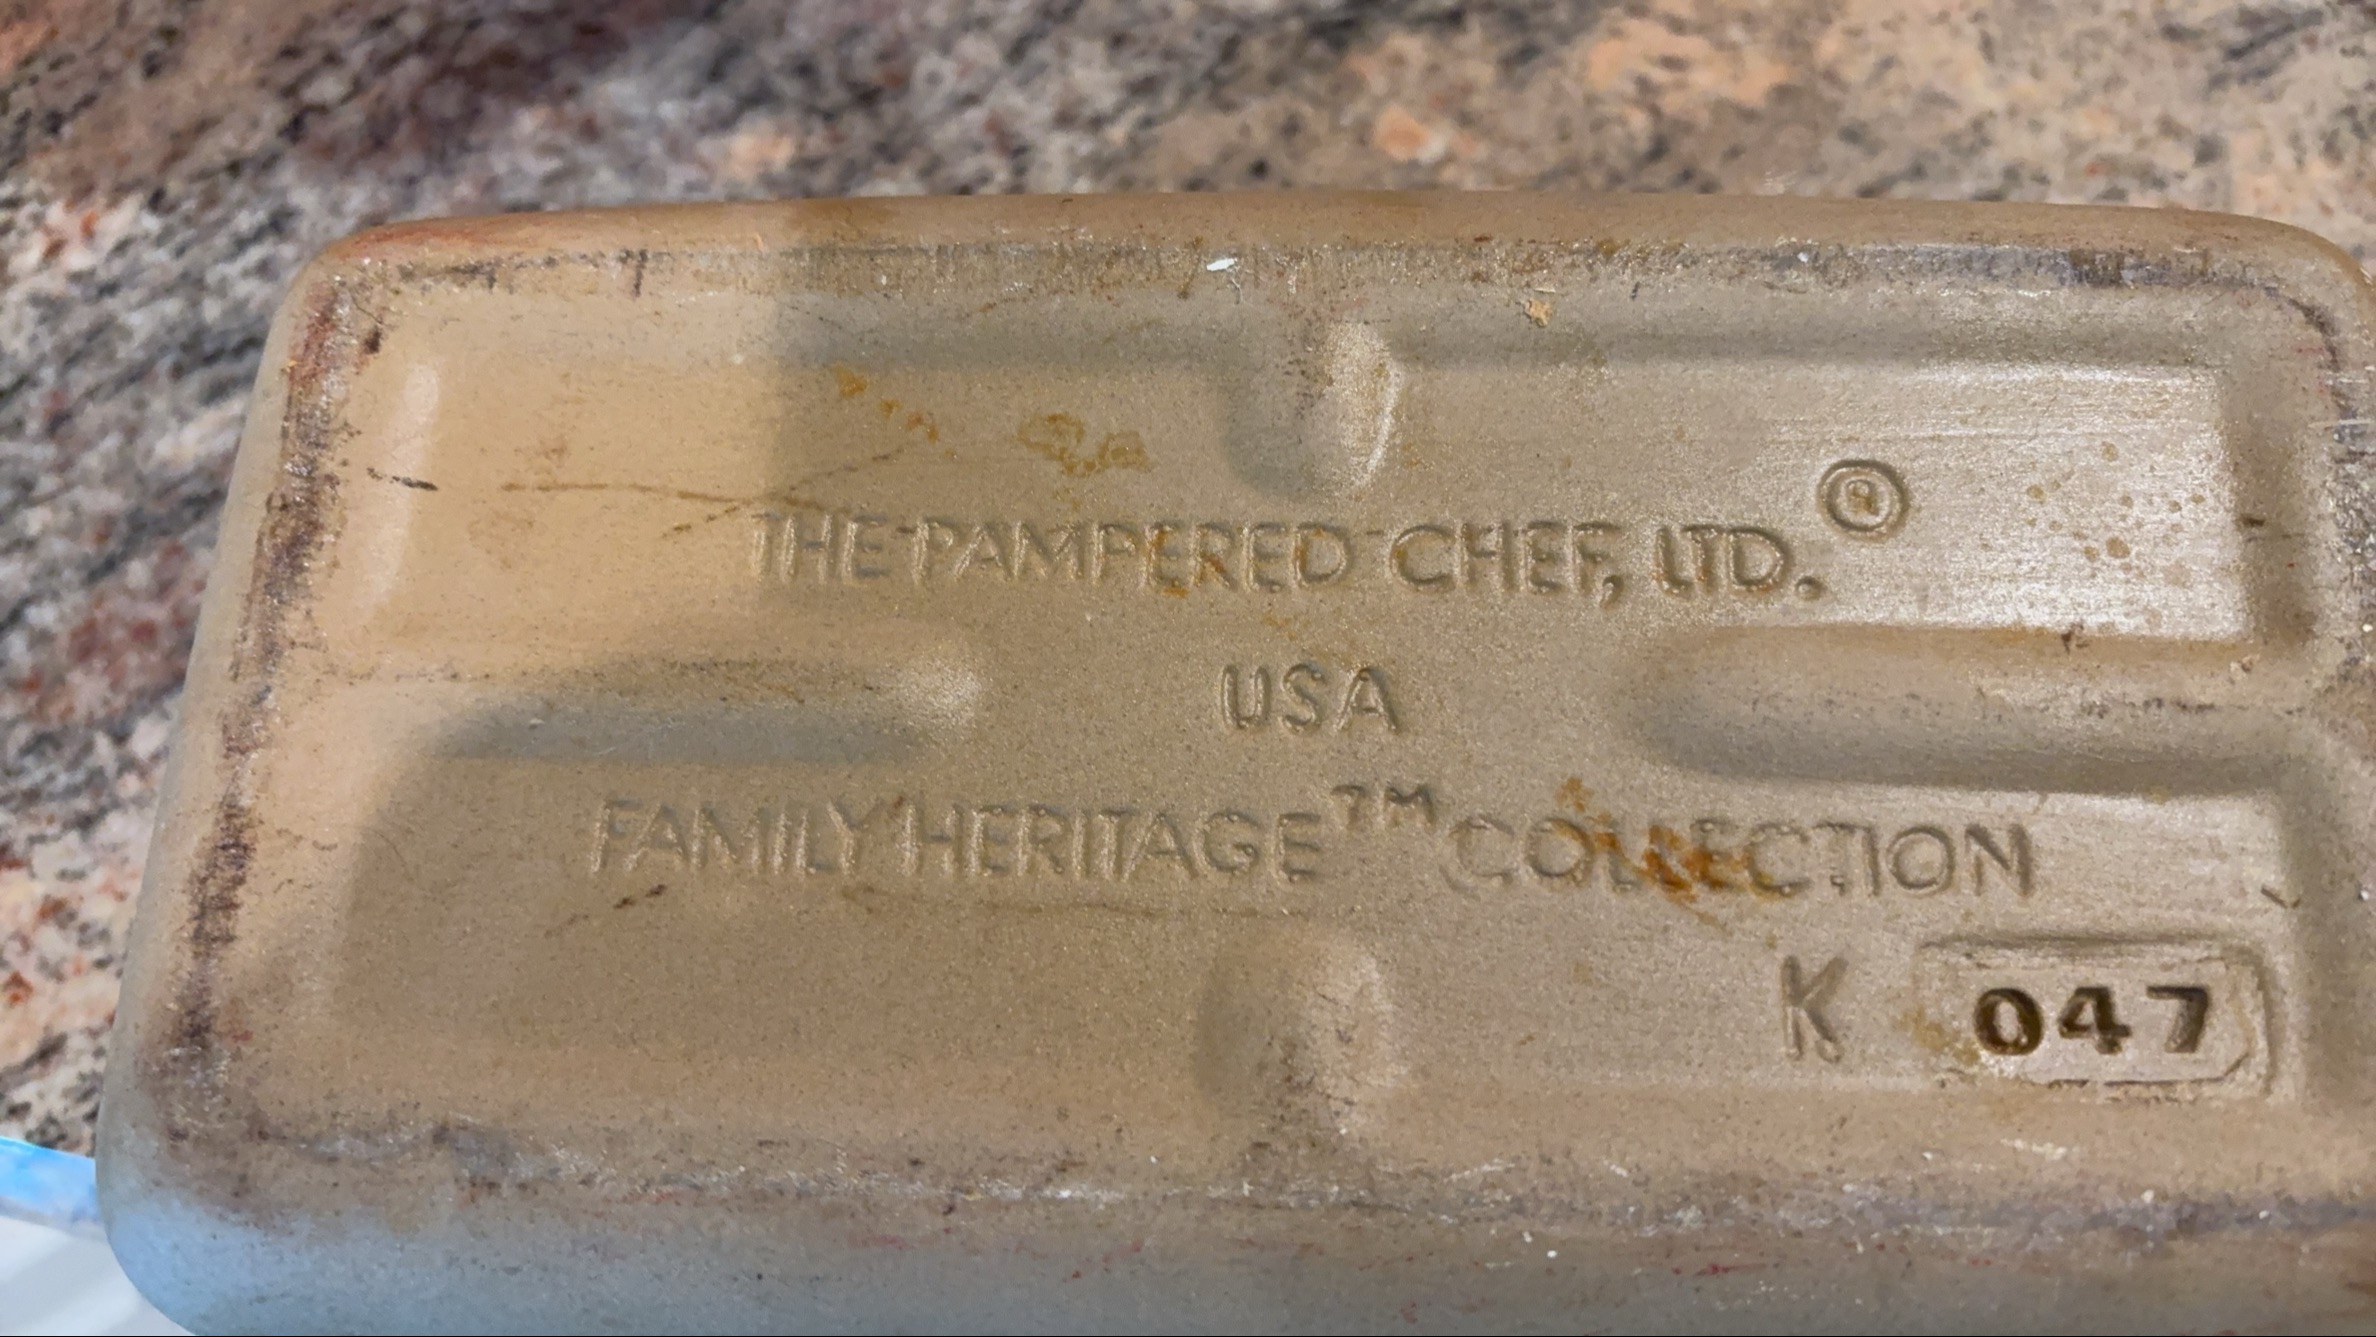 THE PAMPERED CHEF, LTD.®
USA
FAMILY HERITAGE™ COLLECTION
K 047